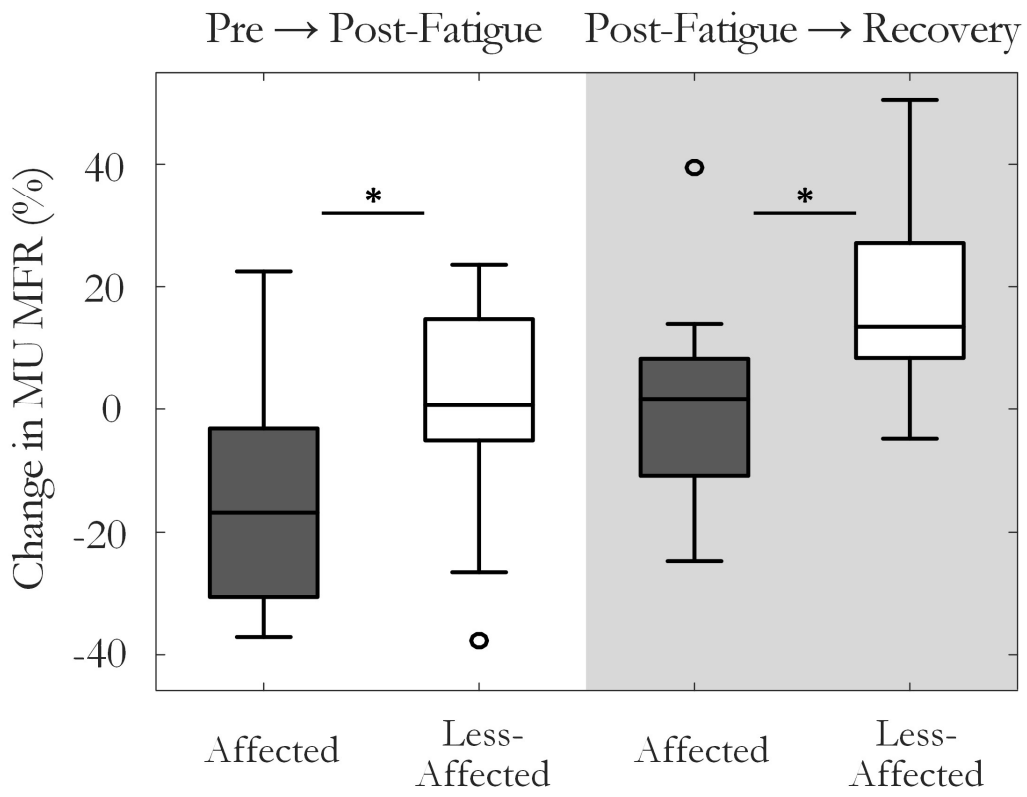 Pre → Post-Fatigue
Post-Fatigue → Recovery
Change in MU MFR (%)
40
20
0
-20
-40
*
*
Affected
Less-
Affected
Affected
Less-
Affected